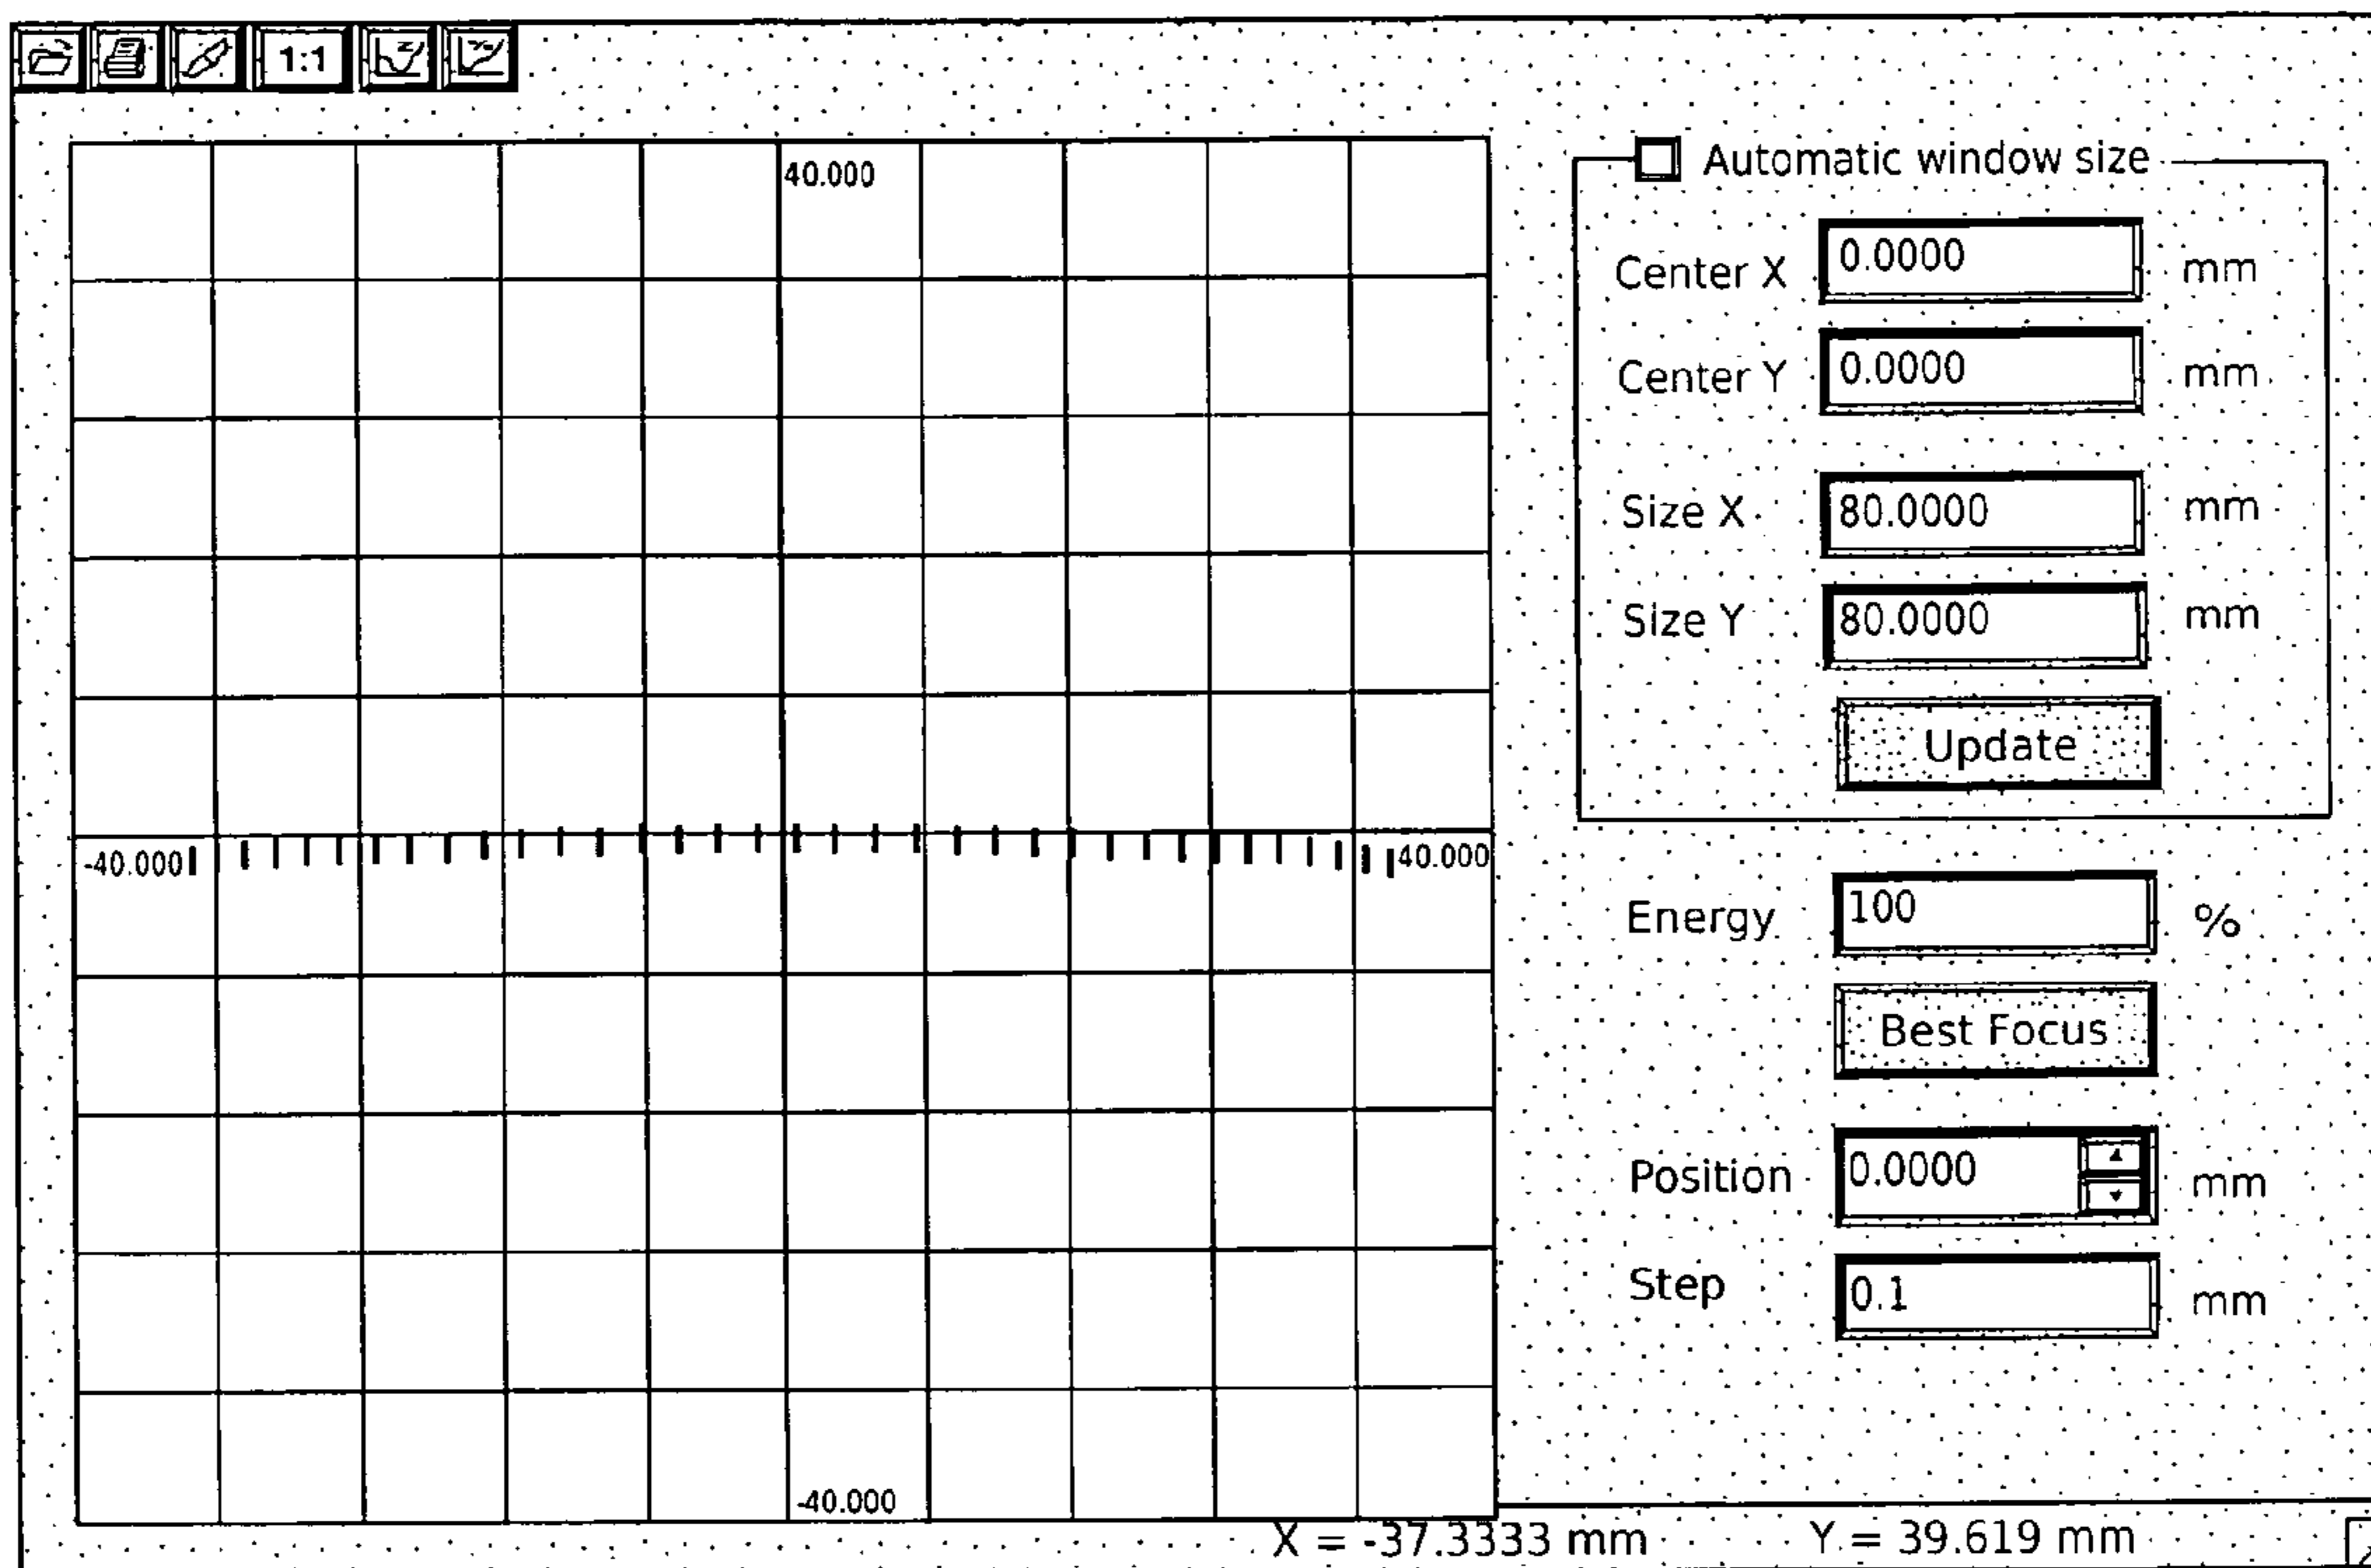 1:1
40.000
-40.000
40.000
-40.000
Automatic window size
Center X 0.0000 mm
Center Y 0.0000 mm
Size X 80.0000 mm
Size Y 80.0000 mm
Update
Energy 100 %
Best Focus
Position 0.0000 mm
Step 0.1 mm
X = -37.3333 mm Y = 39.619 mm